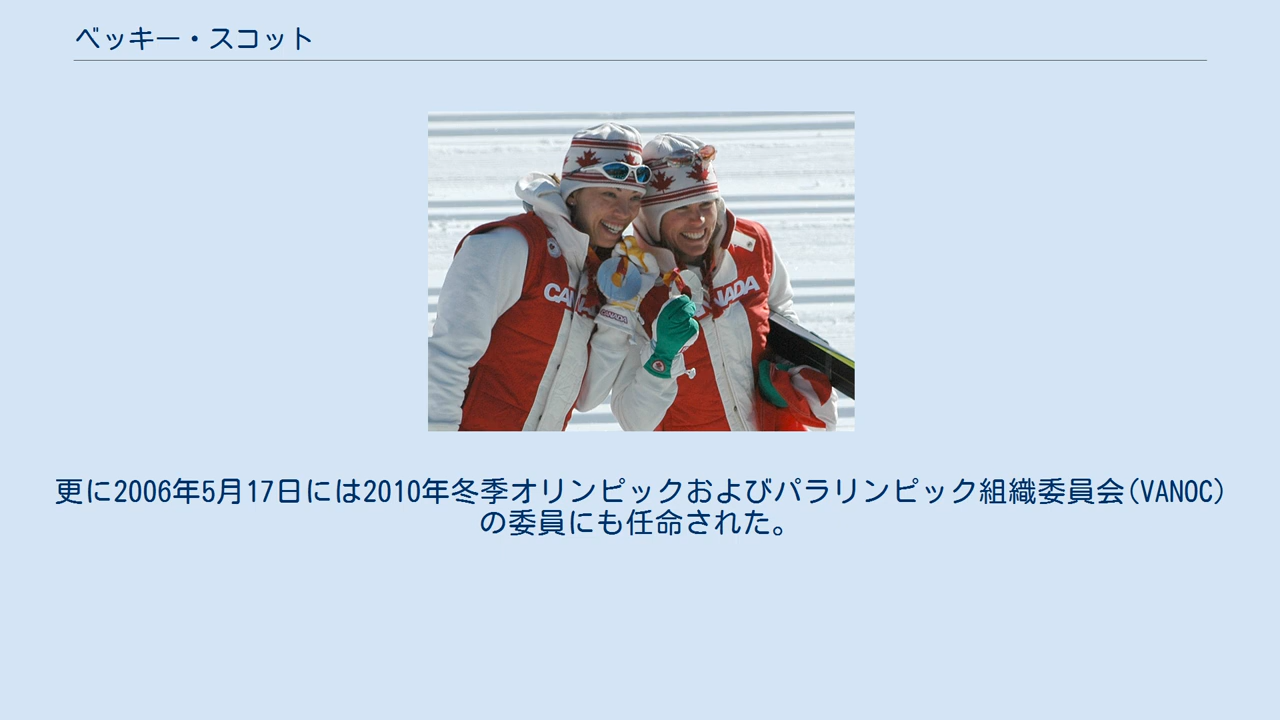 ベッキー・スコット
CANADA
CANADA
更に2006年5月17日には2010年冬季オリンピックおよびパラリンピック組織委員会(VANOC)
の委員にも任命された。